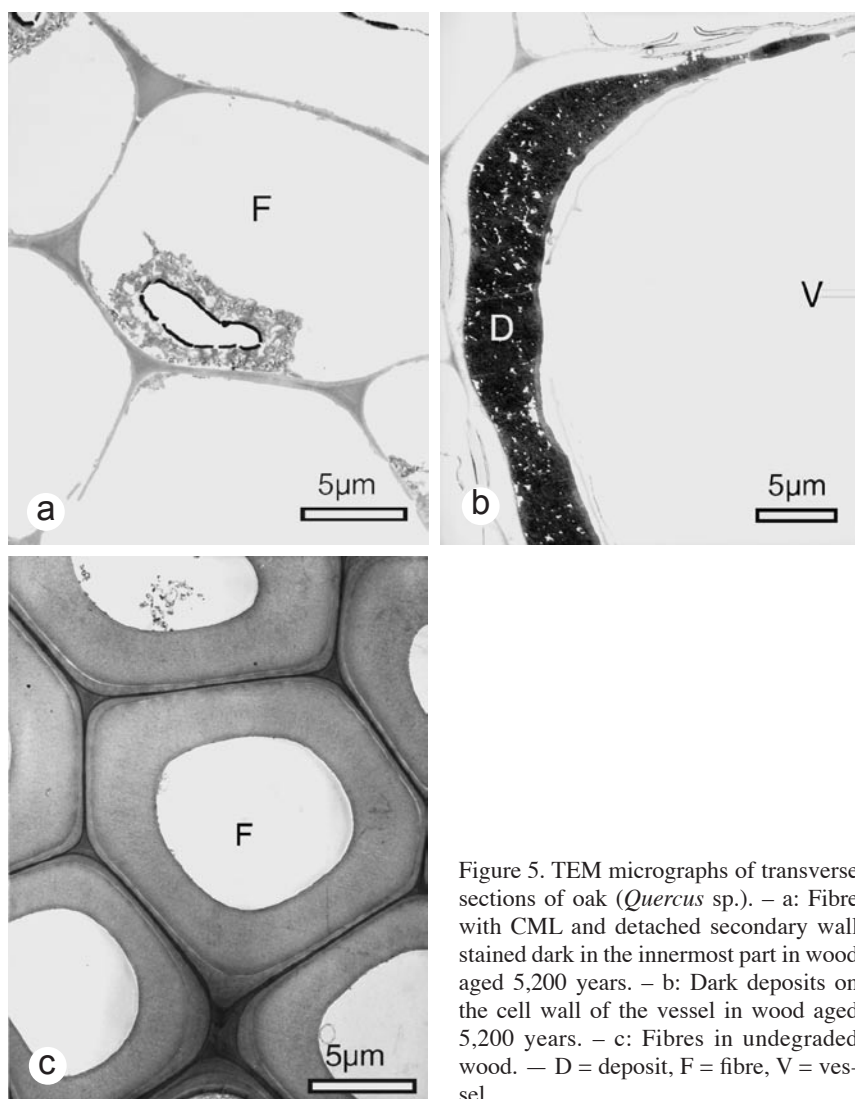 F
5µm
a
D
V
5µm
b
F
5µm
c
Figure 5. TEM micrographs of transverse
sections of oak (Quercus sp.). – a: Fibre
with CML and detached secondary wall
stained dark in the innermost part in wood
aged 5,200 years. – b: Dark deposits on
the cell wall of the vessel in wood aged
5,200 years. – c: Fibres in undegraded
wood. — D = deposit, F = fibre, V = ves-
sel